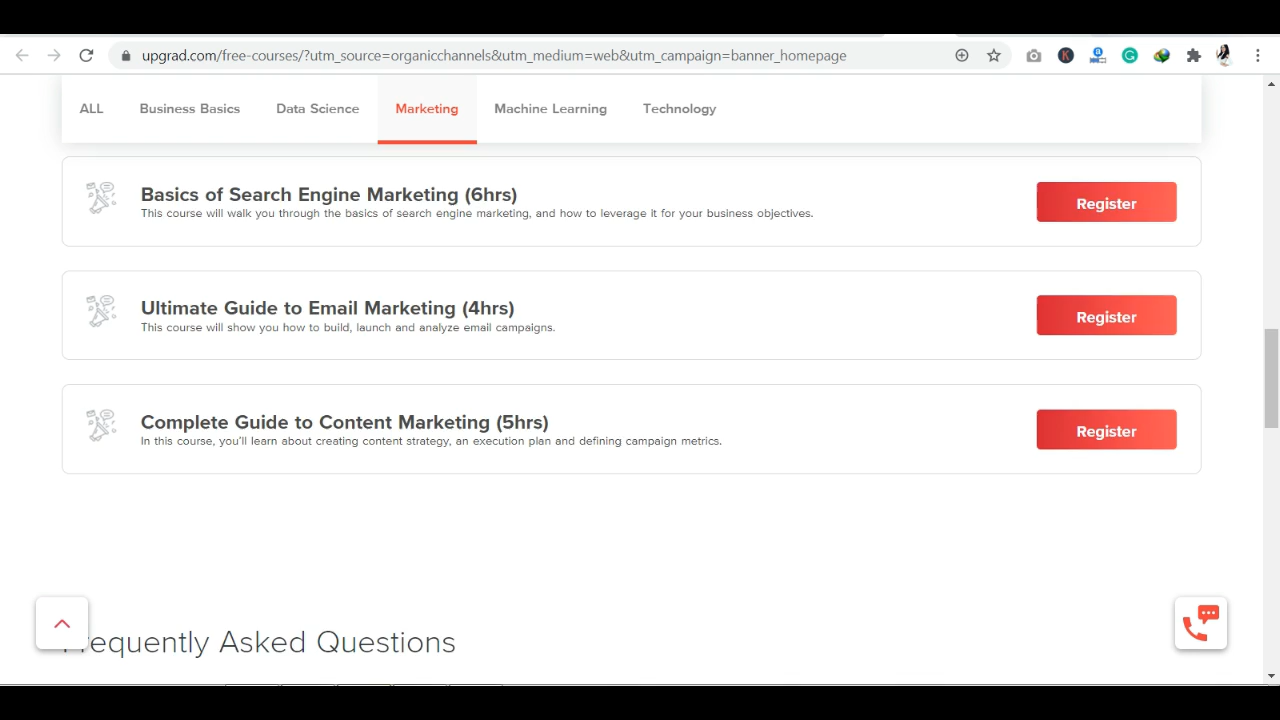 upgrad.com/free-courses/?utm_source=organicchannels&utm_medium=web&utm_campaign=banner_homepage
ALL Business Basics Data Science Marketing Machine Learning Technology
Basics of Search Engine Marketing (6hrs)
This course will walk you through the basics of search engine marketing, and how to leverage it for your business objectives.
Register
Ultimate Guide to Email Marketing (4hrs)
This course will show you how to build, launch and analyze email campaigns.
Register
Complete Guide to Content Marketing (5hrs)
In this course, you'll learn about creating content strategy, an execution plan and defining campaign metrics.
Register
requently Asked Questions